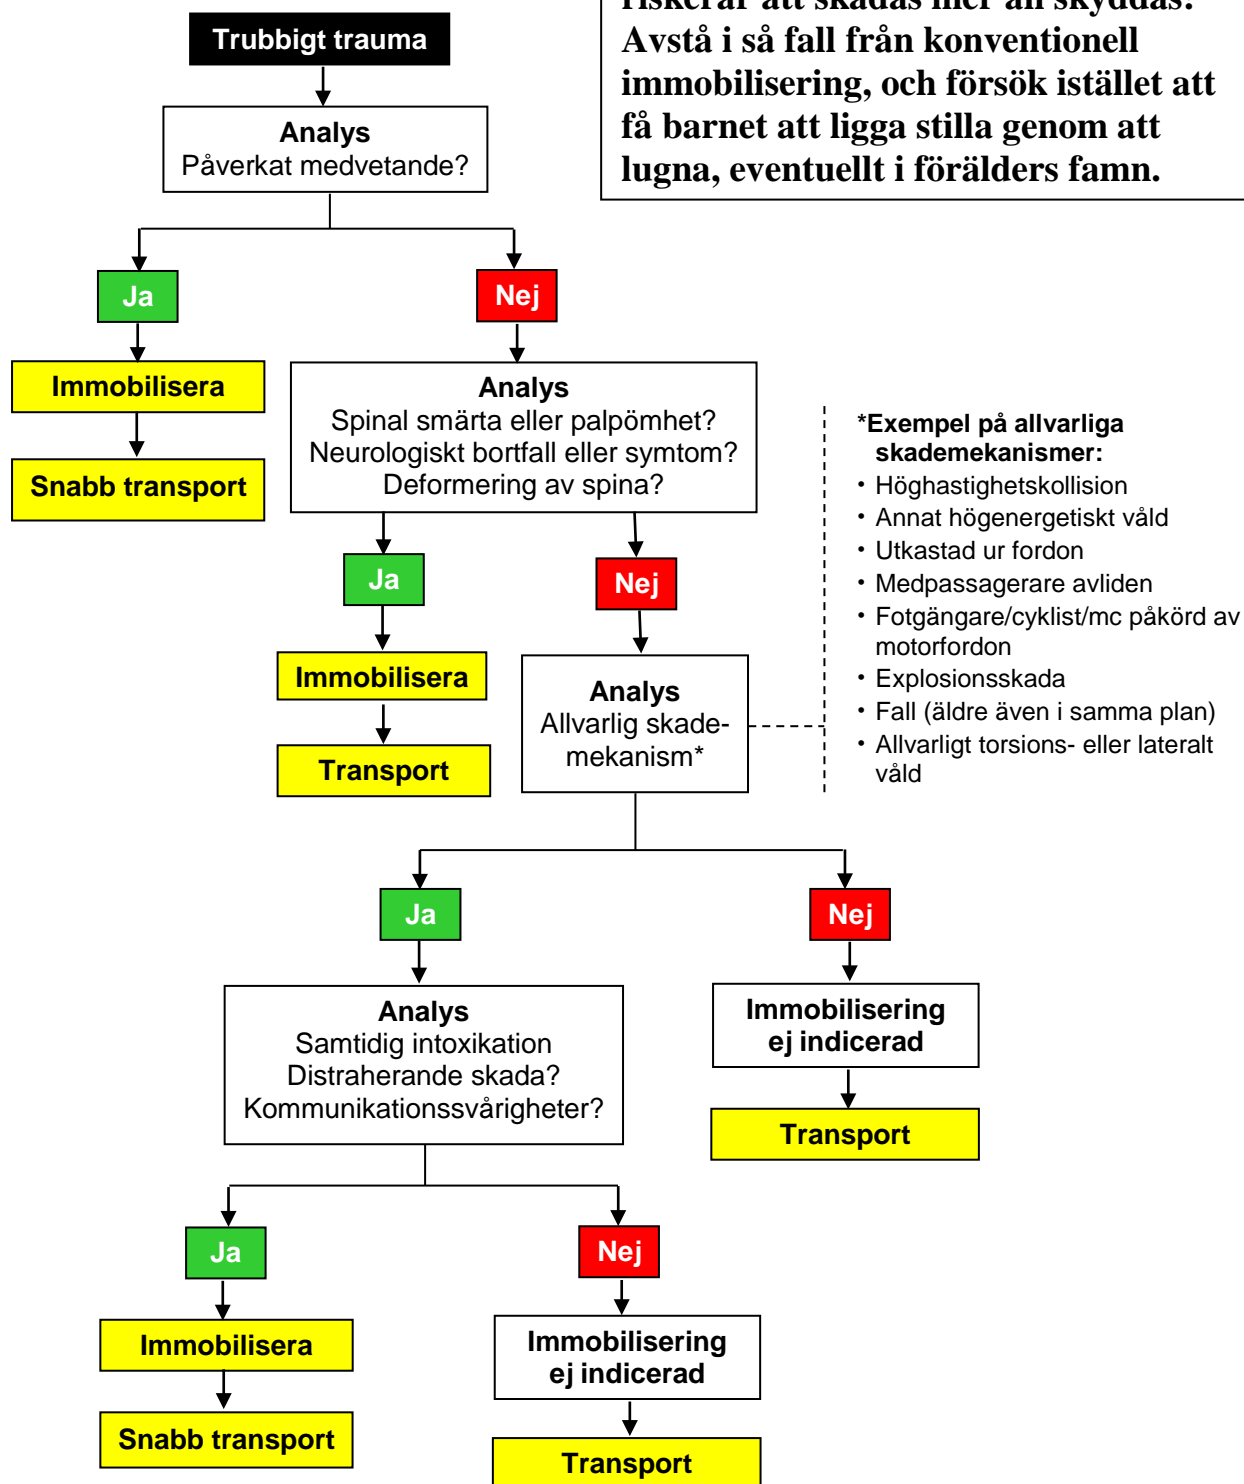 riskerar att skadas mer än skyddas?
Avstå i så fall från konventionell
immobilisering, och försök istället att
få barnet att ligga stilla genom att
lugna, eventuellt i förälders famn.
Trubbigt trauma
Analys
Påverkat medvetande?
Ja
Nej
Immobilisera
Snabb transport
Analys
Spinal smärta eller palpömhet?
Neurologiskt bortfall eller symtom?
Deformering av spina?
*Exempel på allvarliga
skademekanismer:
• Höghastighetskollision
• Annat högenergetiskt våld
• Utkastad ur fordon
• Medpassagerare avliden
• Fotgängare/cyklist/mc påkörd av
motorfordon
• Explosionsskada
• Fall (äldre även i samma plan)
• Allvarligt torsions- eller lateralt
våld
Ja
Nej
Immobilisera
Transport
Analys
Allvarlig skade-
mekanism*
Ja
Nej
Analys
Samtidig intoxikation
Distraherande skada?
Kommunikationssvårigheter?
Immobilisering
ej indicerad
Transport
Ja
Nej
Immobilisera
Snabb transport
Immobilisering
ej indicerad
Transport